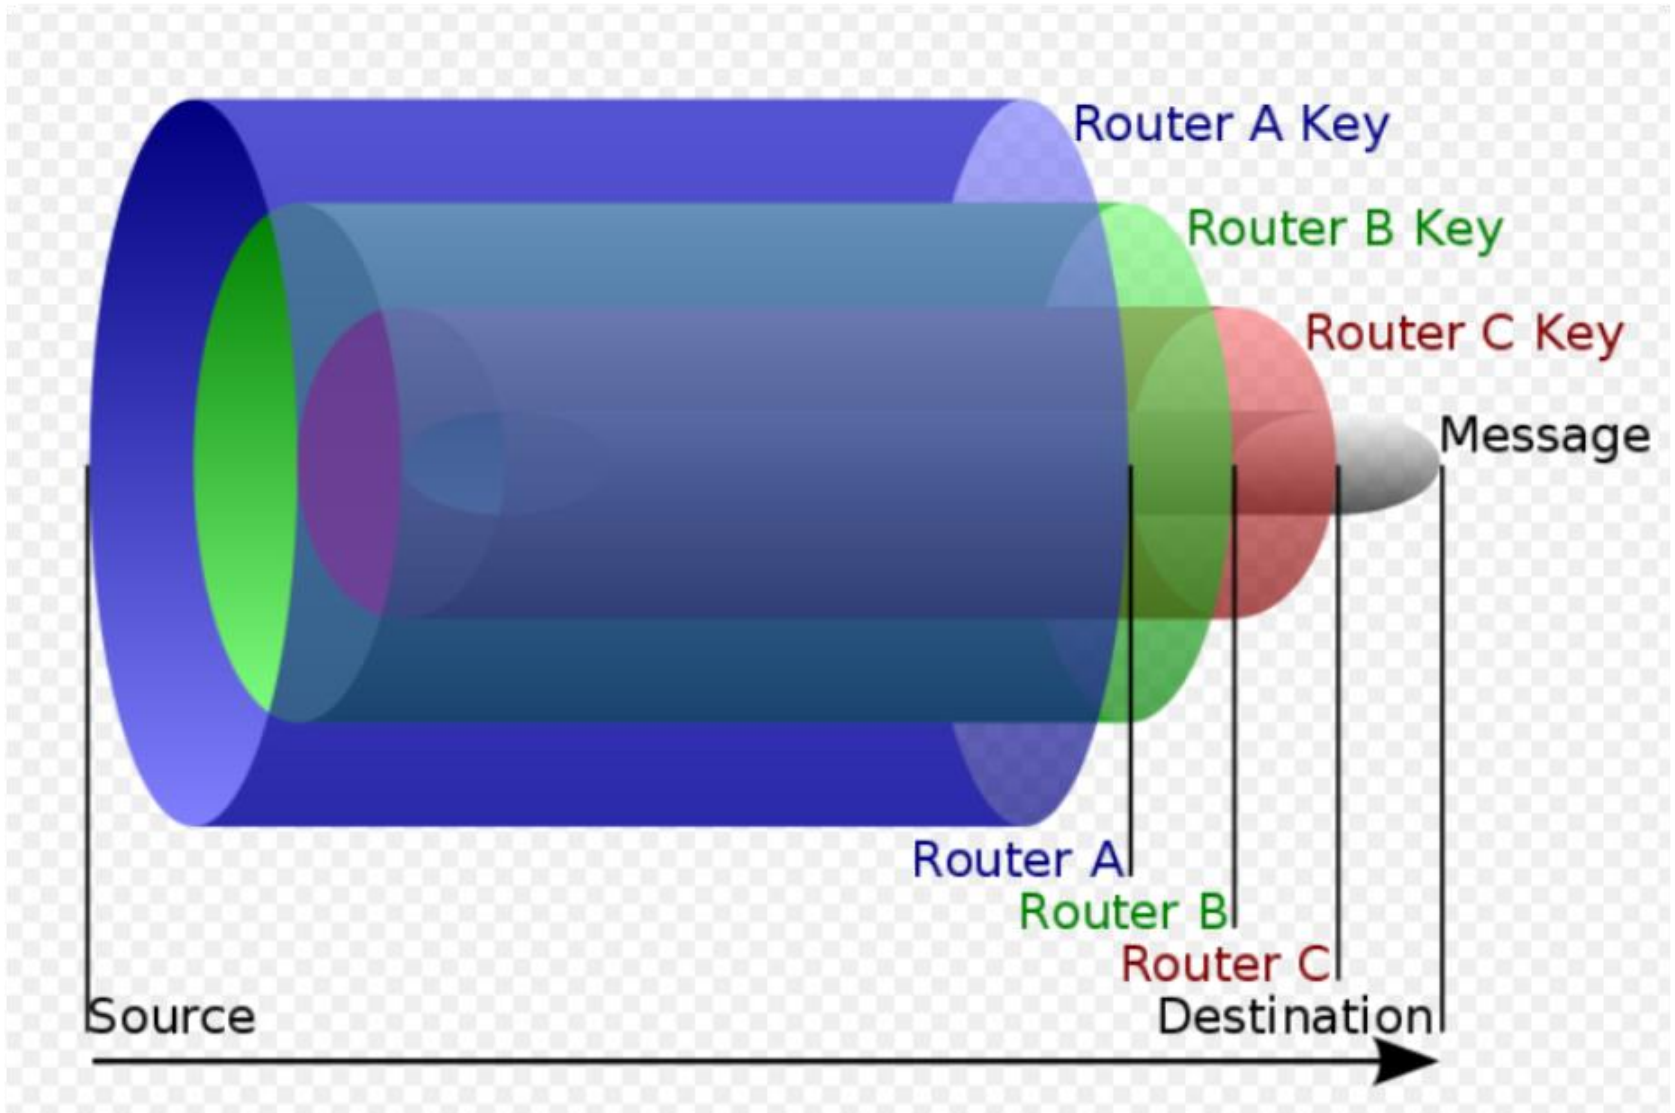 Router A Key
Router B Key
Router C Key
Message
Router A
Router B
Router C
Source
Destination